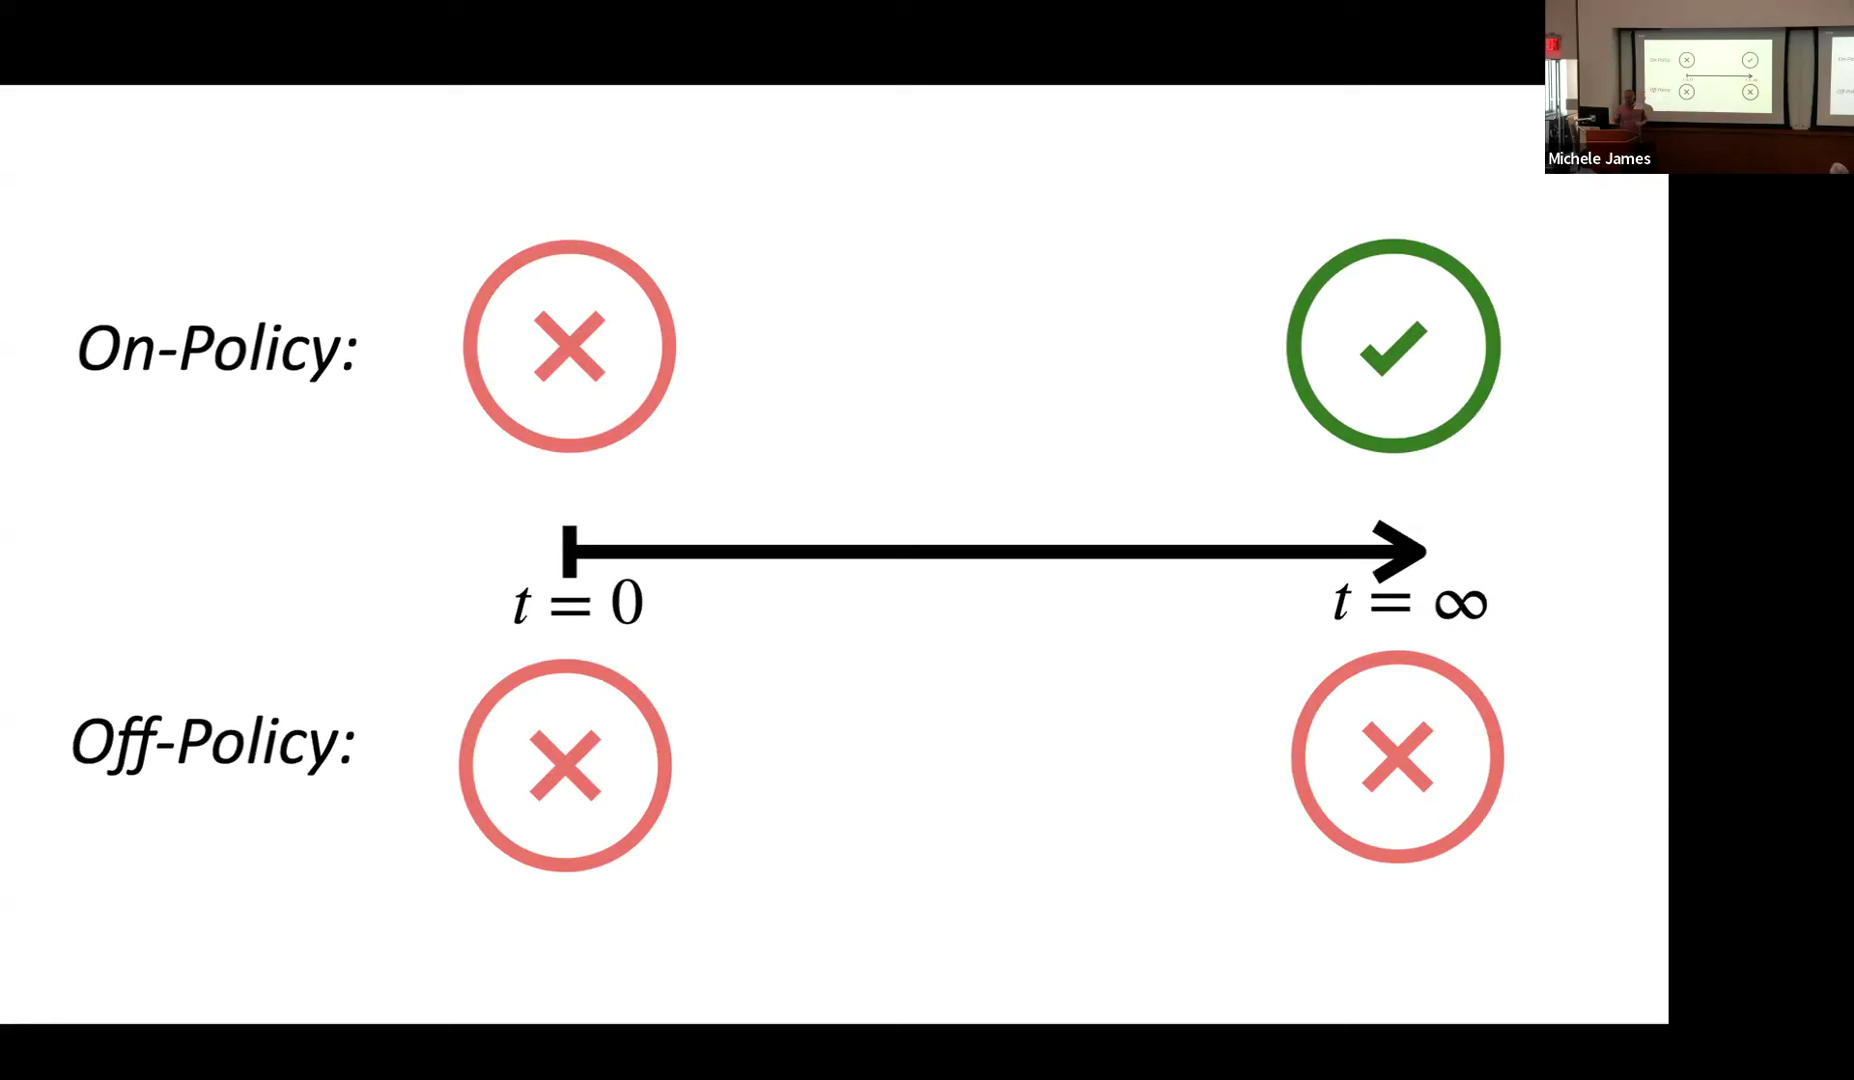 Michele James
On-Policy:
t = 0
t = ∞
Off-Policy: